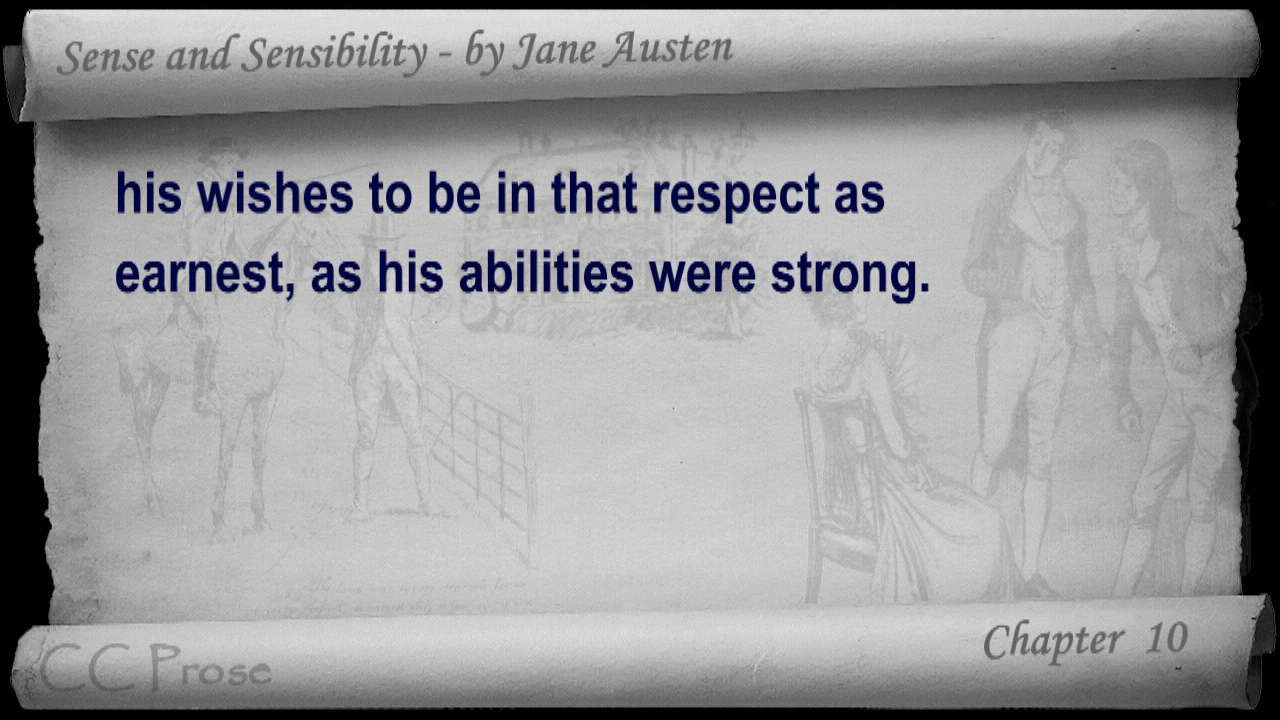 Sense and Sensibility - by Jane Austen
his wishes to be in that respect as
earnest, as his abilities were strong.
Chapter 10
CC Prose